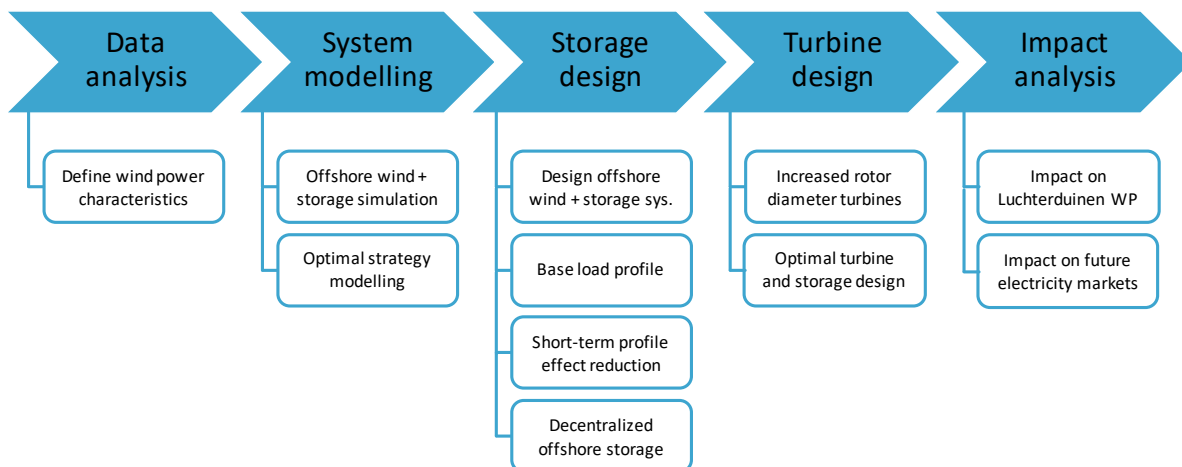 Data
analysis
System
modelling
Storage
design
Turbine
design
Impact
analysis
Define wind power
characteristics
Offshore wind +
storage simulation
Optimal strategy
modelling
Design offshore
wind + storage sys.
Base load profile
Short-term profile
effect reduction
Decentralized
offshore storage
Increased rotor
diameter turbines
Optimal turbine
and storage design
Impact on
Luchterduinen WP
Impact on future
electricity markets